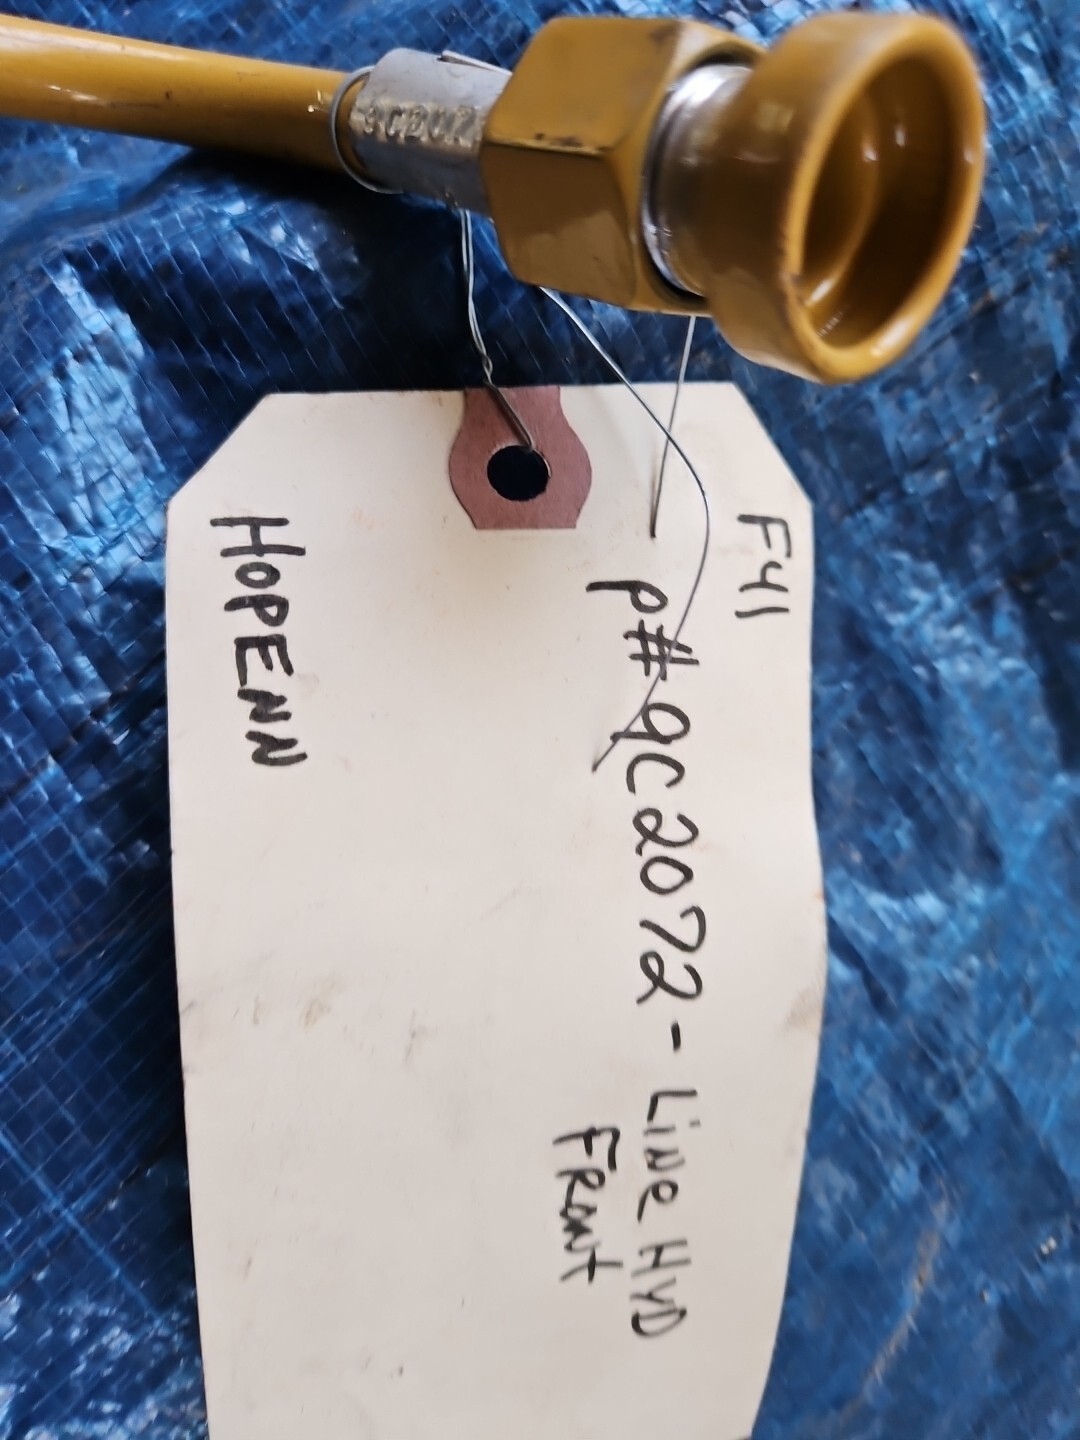 F41
P#9C2072 - Line HYD
FRONT
HOPENN